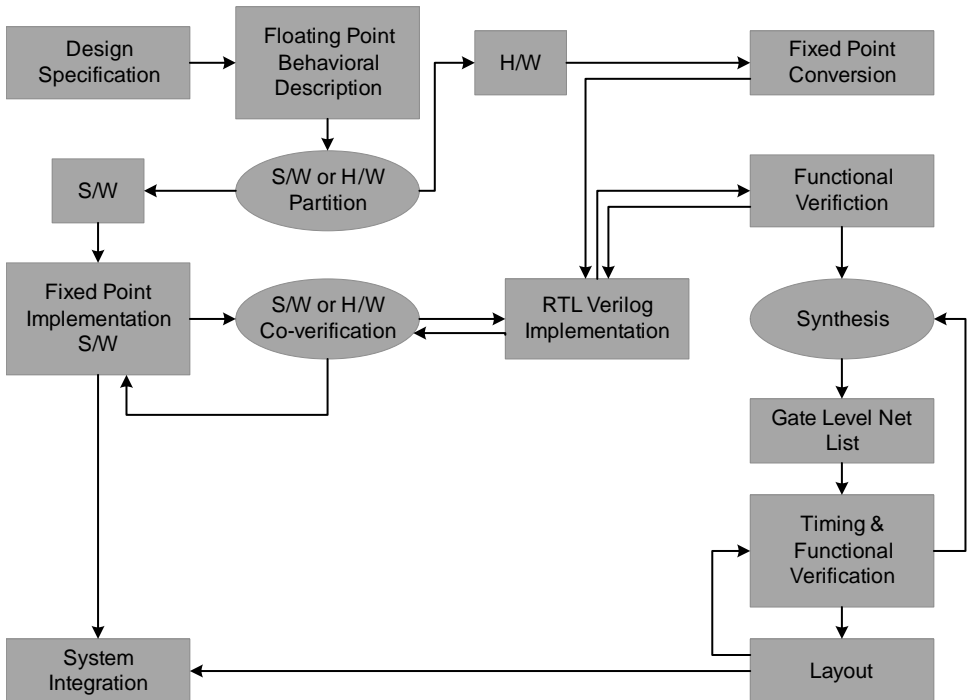 Design
Specification
Floating Point
Behavioral
Description
H/W
Fixed Point
Conversion
S/W
S/W or H/W
Partition
Functional
Verifiction
Fixed Point
Implementation
S/W
S/W or H/W
Co-verification
RTL Verilog
Implementation
Synthesis
Gate Level Net
List
Timing &
Functional
Verification
System
Integration
Layout